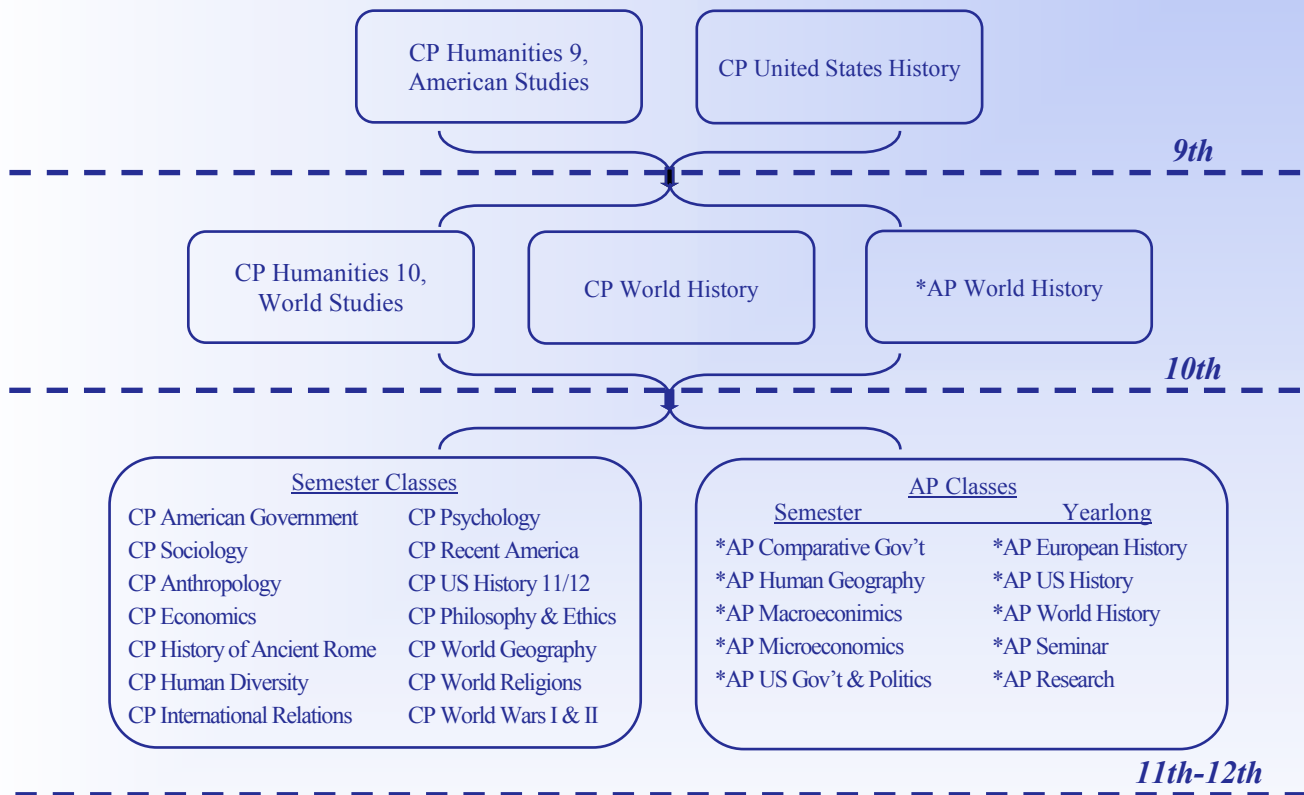 CP Humanities 9,
American Studies
CP United States History
9th
CP Humanities 10,
World Studies
CP World History
*AP World History
10th
Semester Classes
CP American Government
CP Sociology
CP Anthropology
CP Economics
CP History of Ancient Rome
CP Human Diversity
CP International Relations
CP Psychology
CP Recent America
CP US History 11/12
CP Philosophy & Ethics
CP World Geography
CP World Religions
CP World Wars I & II
AP Classes
Semester
*AP Comparative Gov’t
*AP Human Geography
*AP Macroeconimics
*AP Microeconomics
*AP US Gov’t & Politics
Yearlong
*AP European History
*AP US History
*AP World History
*AP Seminar
*AP Research
11th-12th